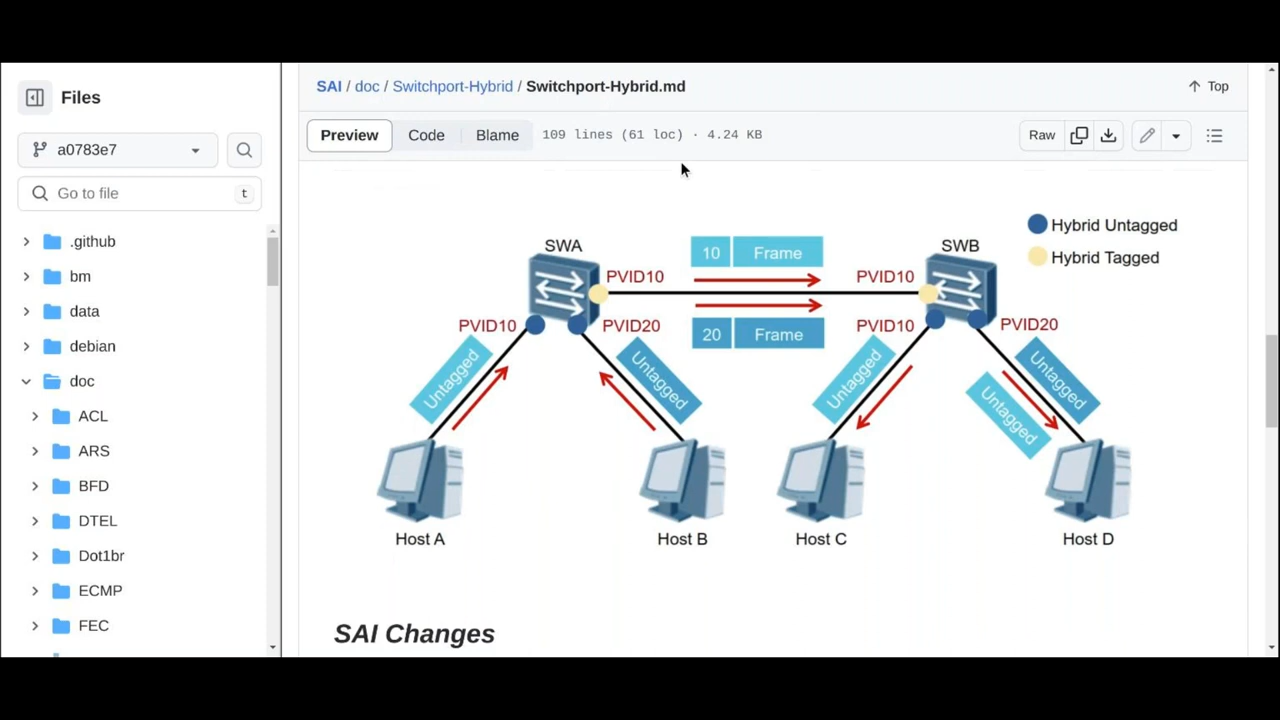 Files
a0783e7
Go to file
t
.github
bm
data
debian
doc
ACL
ARS
BFD
DTEL
Dot1br
ECMP
FEC
SAI / doc / Switchport-Hybrid / Switchport-Hybrid.md
Top
Preview
Code
Blame
109 lines (61 loc) · 4.24 KB
Raw
Hybrid Untagged
Hybrid Tagged
SWA
10 Frame
SWB
PVID10
PVID10
PVID10
PVID20
20 Frame
PVID10
PVID20
Untagged
Untagged
Untagged
Untagged
Untagged
Host A
Host B
Host C
Host D
SAI Changes